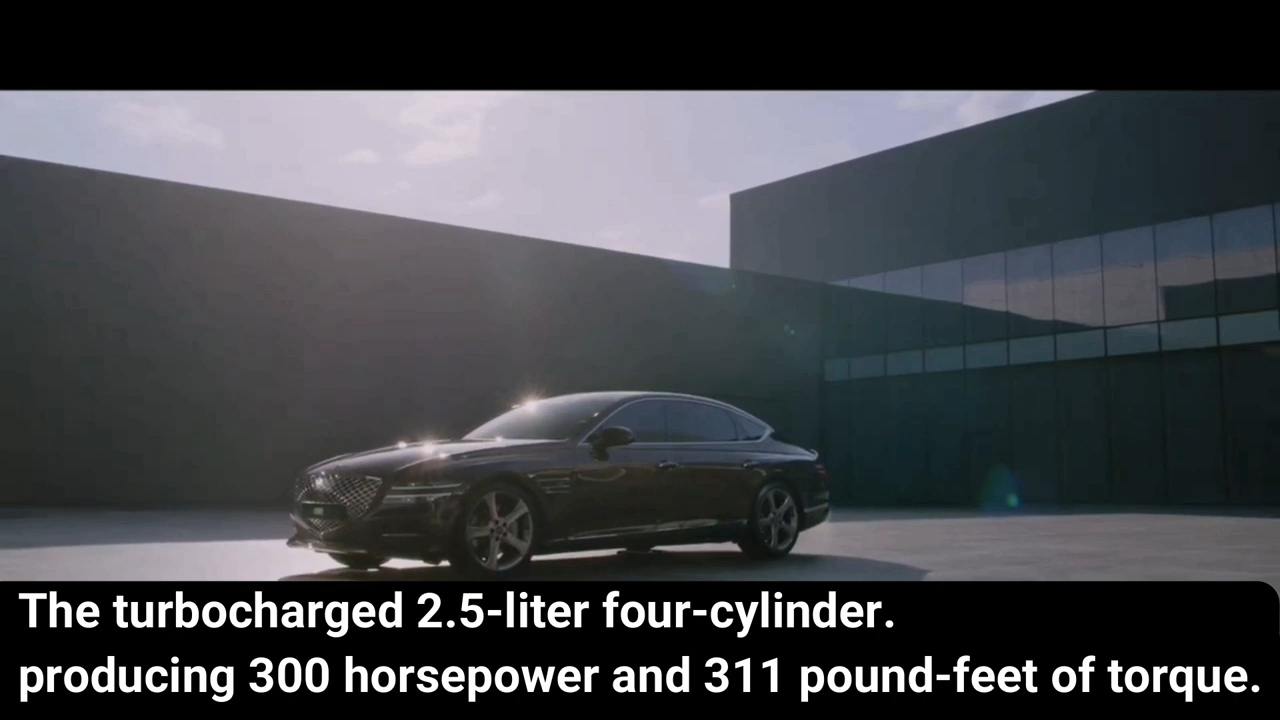 The turbocharged 2.5-liter four-cylinder.
producing 300 horsepower and 311 pound-feet of torque.